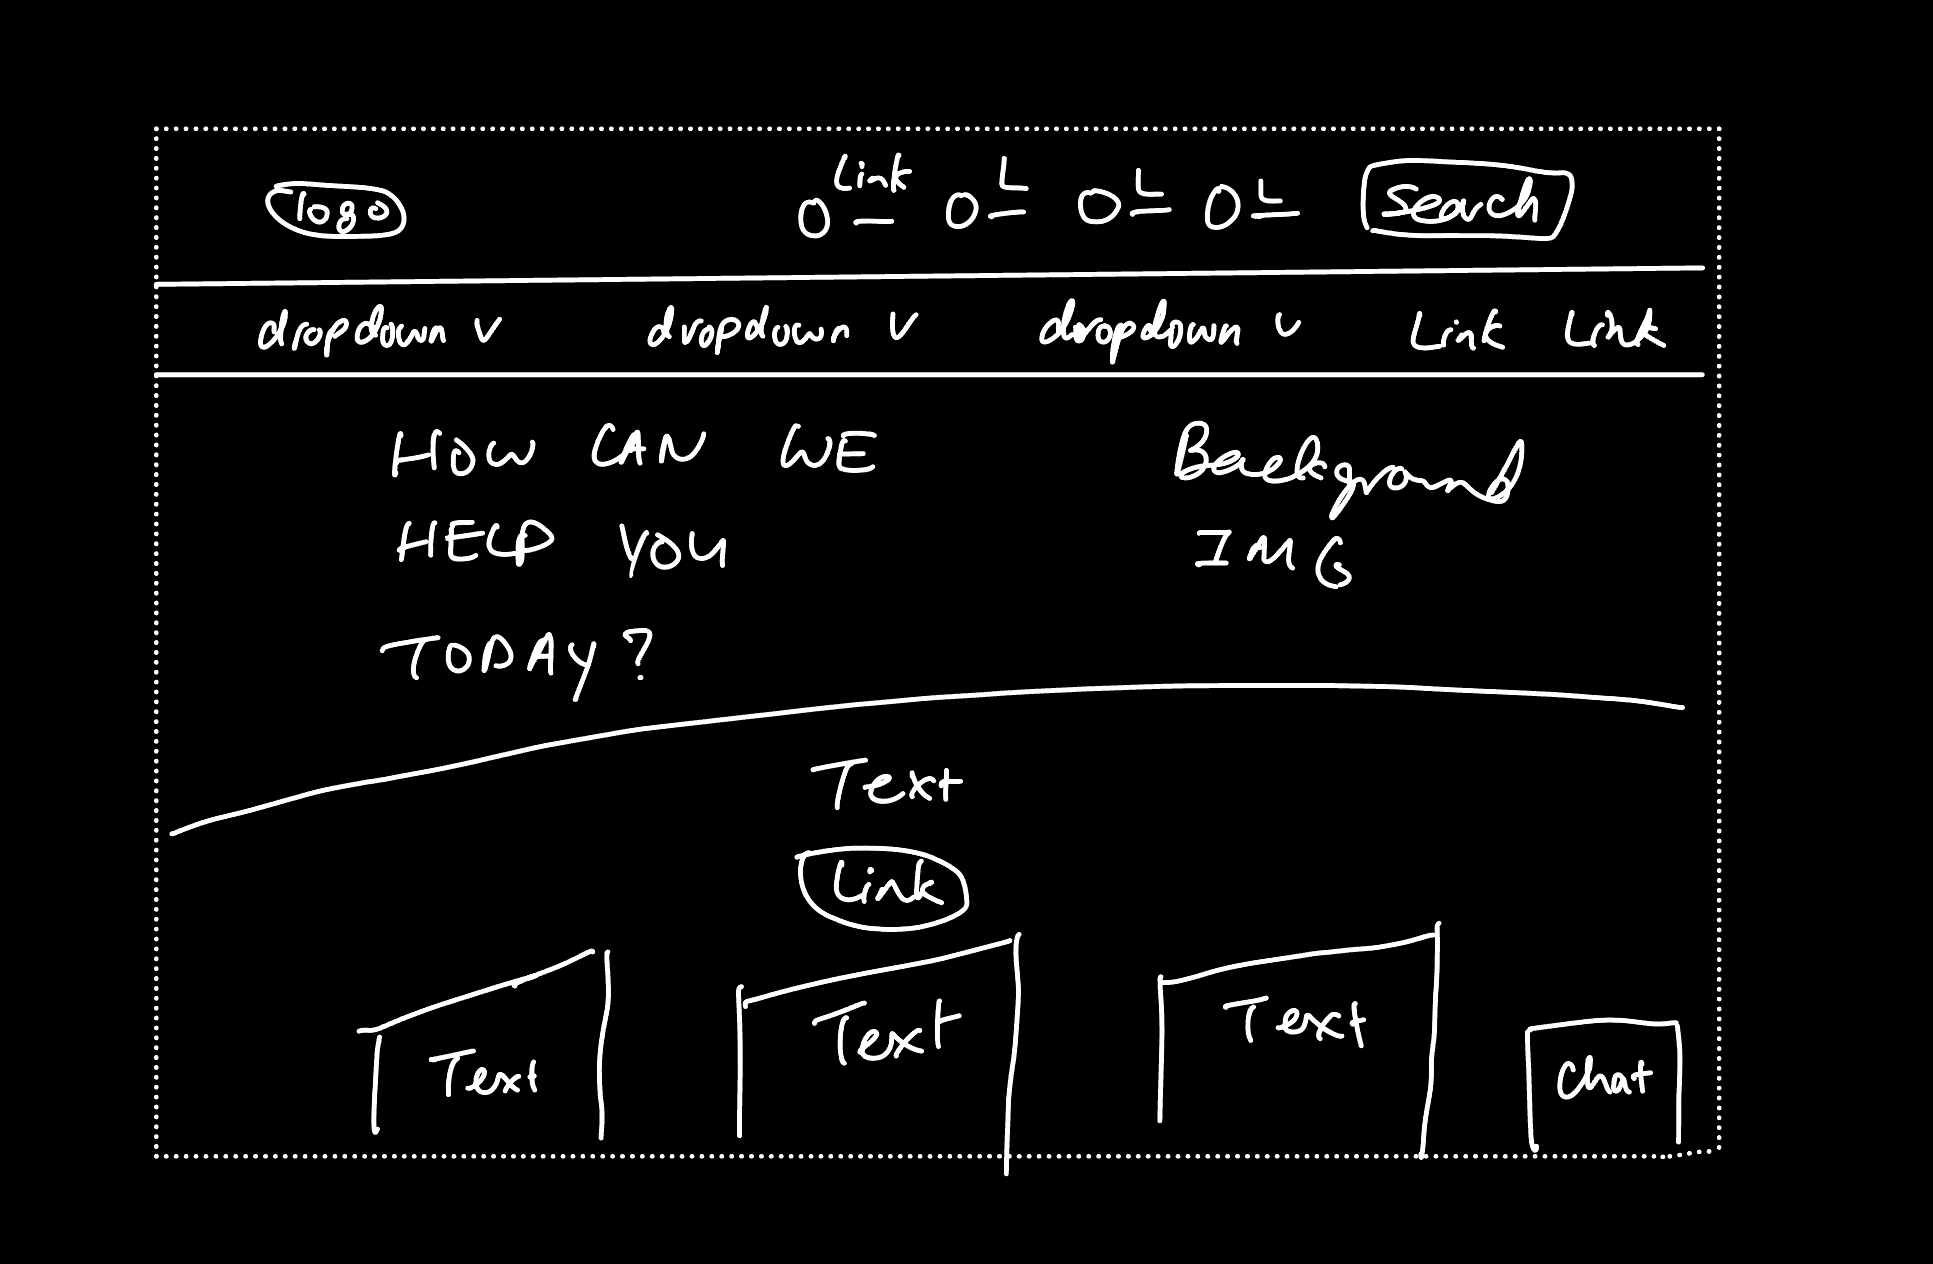 logo Link L L L Search
dropdown v dropdown v dropdown v Link Link
HOW CAN WE
HELP YOU
TODAY?
Background
IMG
Text
Link
Text Text Text Chat